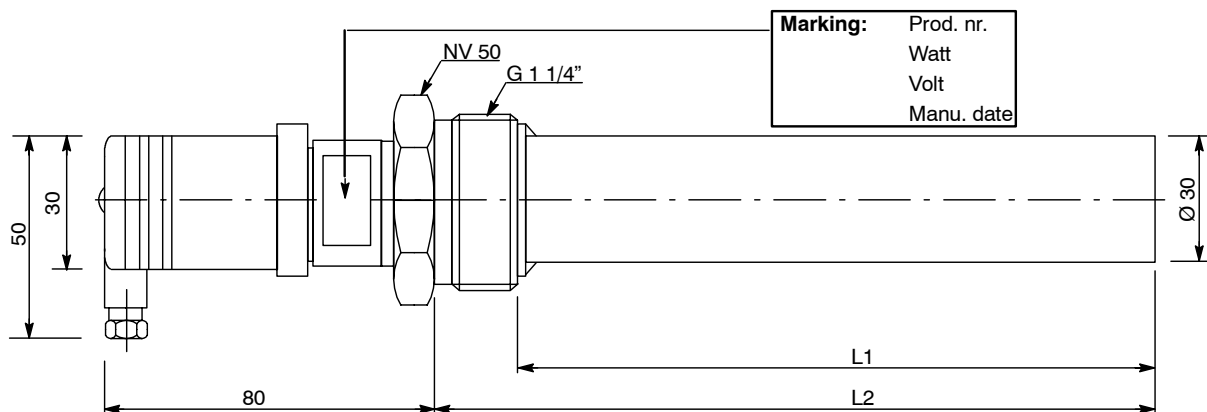 Marking: Prod. nr.
Watt
Volt
Manu. date
NV 50
G 1 1/4”
50
30
Ø 30
L1
80
L2